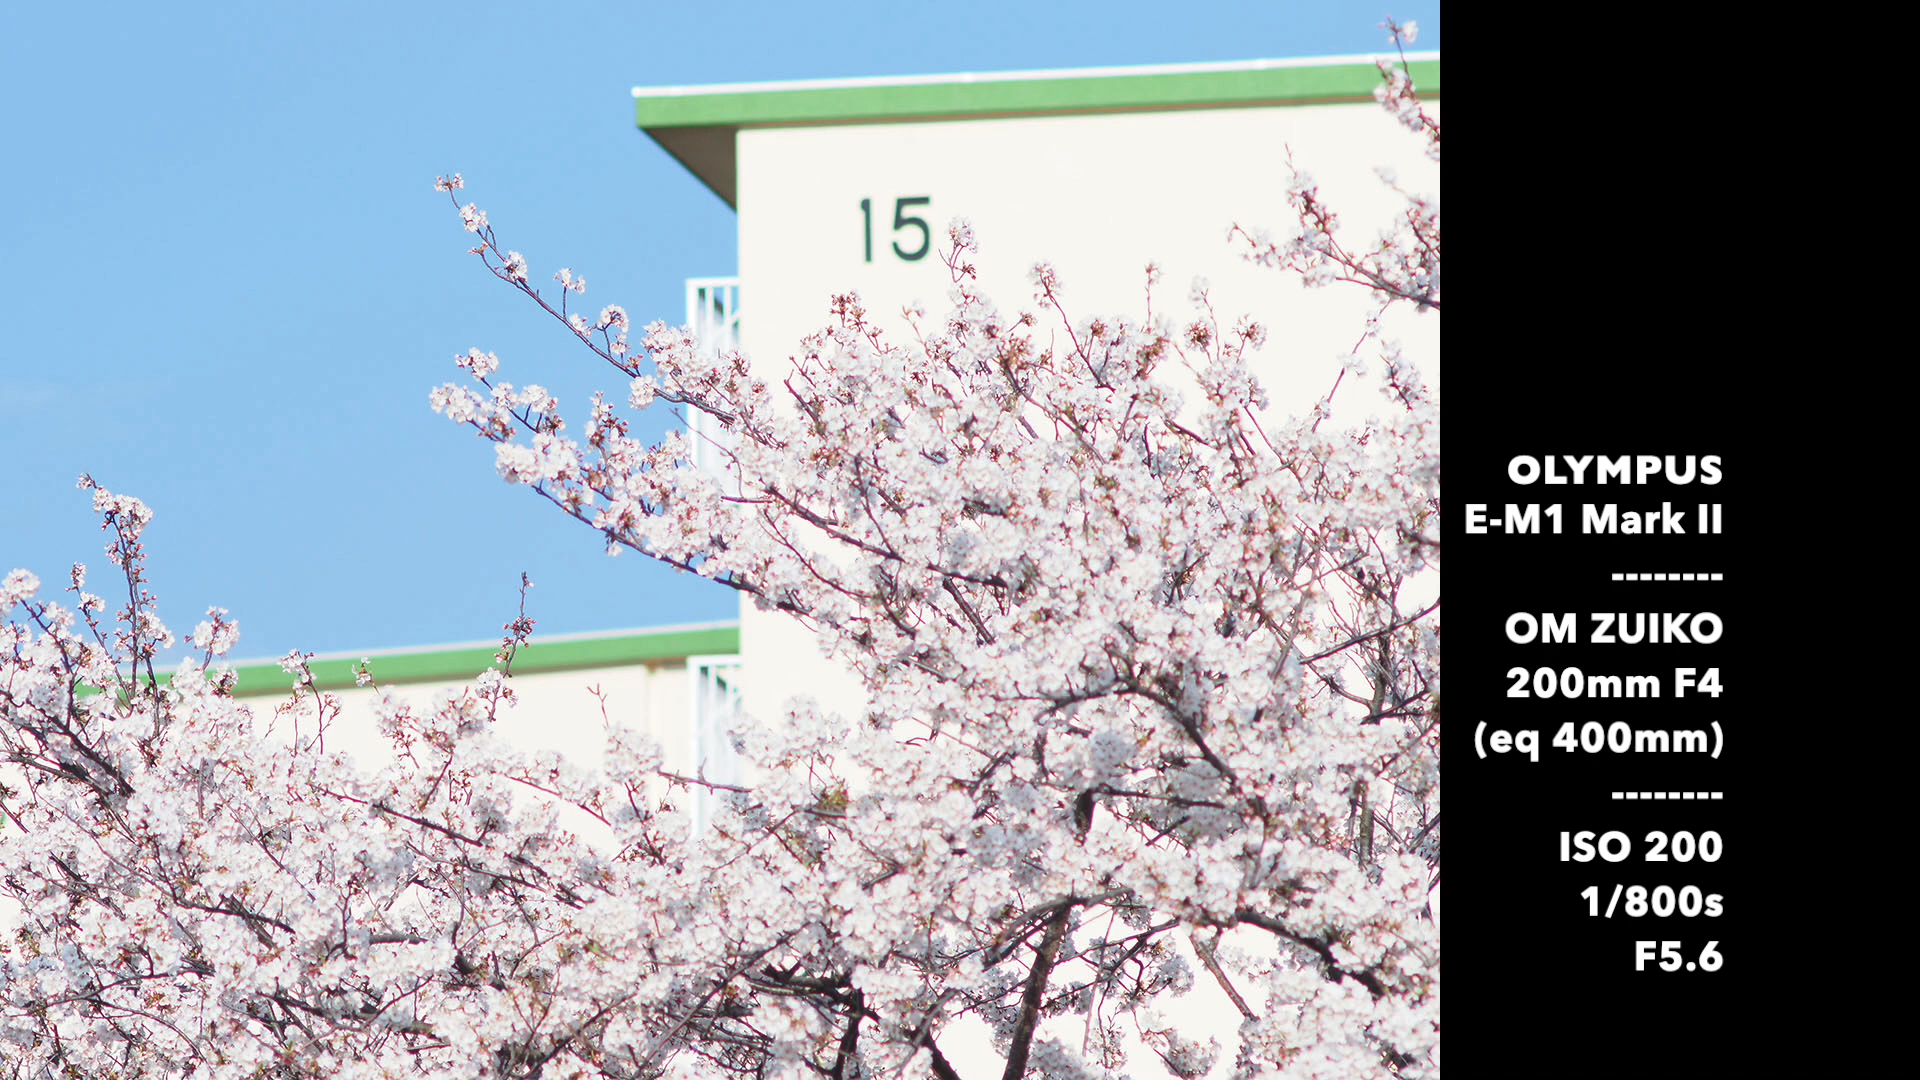 15
OLYMPUS
E-M1 Mark II
--------
OM ZUIKO
200mm F4
(eq 400mm)
--------
ISO 200
1/800s
F5.6